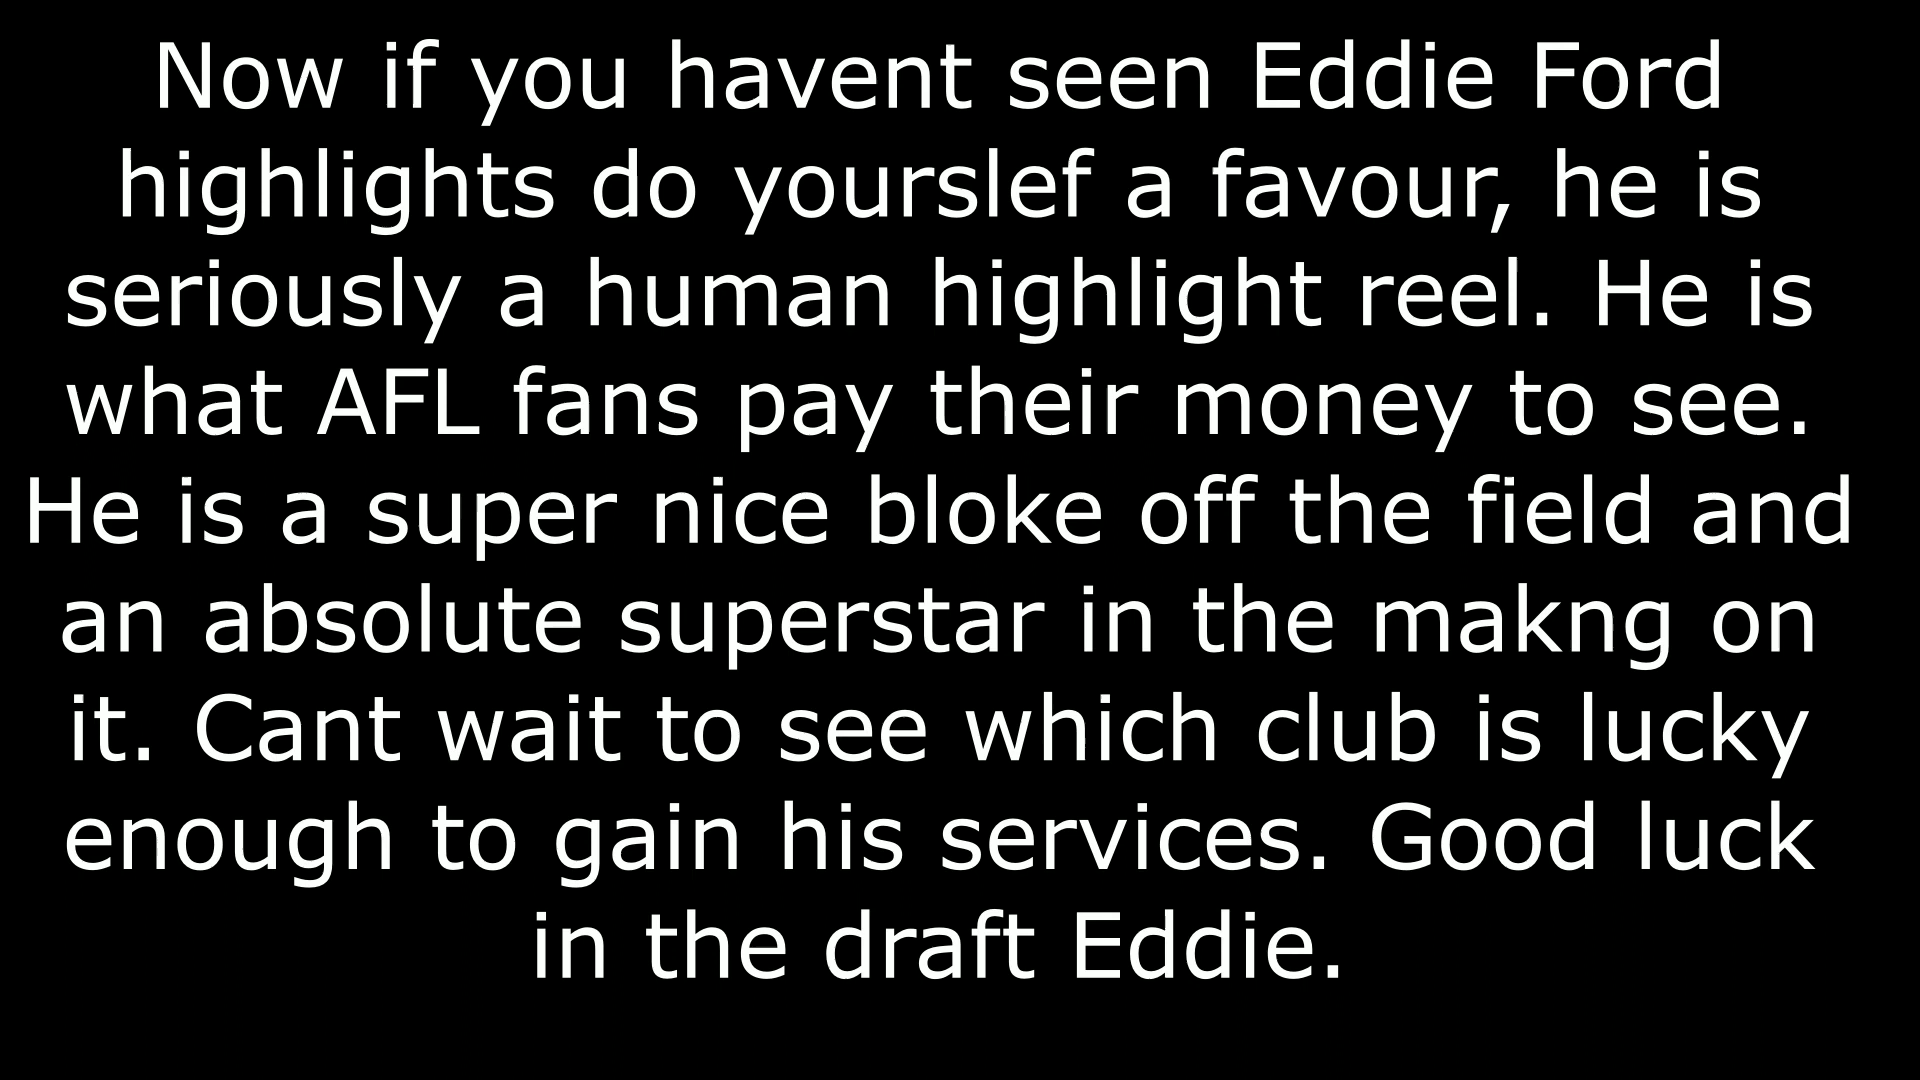 Now if you havent seen Eddie Ford
highlights do yourslef a favour, he is
seriously a human highlight reel. He is
what AFL fans pay their money to see.
He is a super nice bloke off the field and
an absolute superstar in the makng on
it. Cant wait to see which club is lucky
enough to gain his services. Good luck
in the draft Eddie.